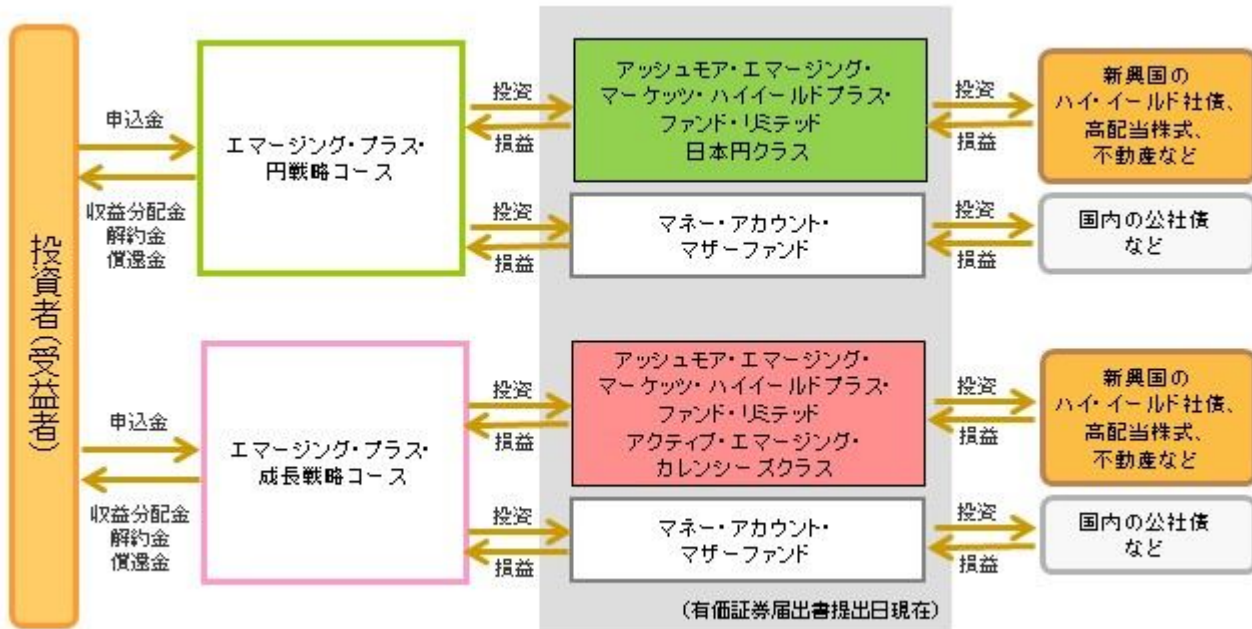 投資者(受益者)
申込金
収益分配金
解約金
償還金
エマージング・プラス・
円戦略コース
投資
損益
アッシュモア・エマージング・
マーケッツ・ハイイールドプラス・
ファンド・リミテッド
日本円クラス
投資
損益
新興国の
ハイ・イールド社債、
高配当株式、
不動産など
投資
損益
マネー・アカウント・
マザーファンド
投資
損益
国内の公社債
など
申込金
収益分配金
解約金
償還金
エマージング・プラス・
成長戦略コース
投資
損益
アッシュモア・エマージング・
マーケッツ・ハイイールドプラス・
ファンド・リミテッド
アクティブ・エマージング・
カレンシーズクラス
投資
損益
新興国の
ハイ・イールド社債、
高配当株式、
不動産など
投資
損益
マネー・アカウント・
マザーファンド
投資
損益
国内の公社債
など
(有価証券届出書提出日現在)